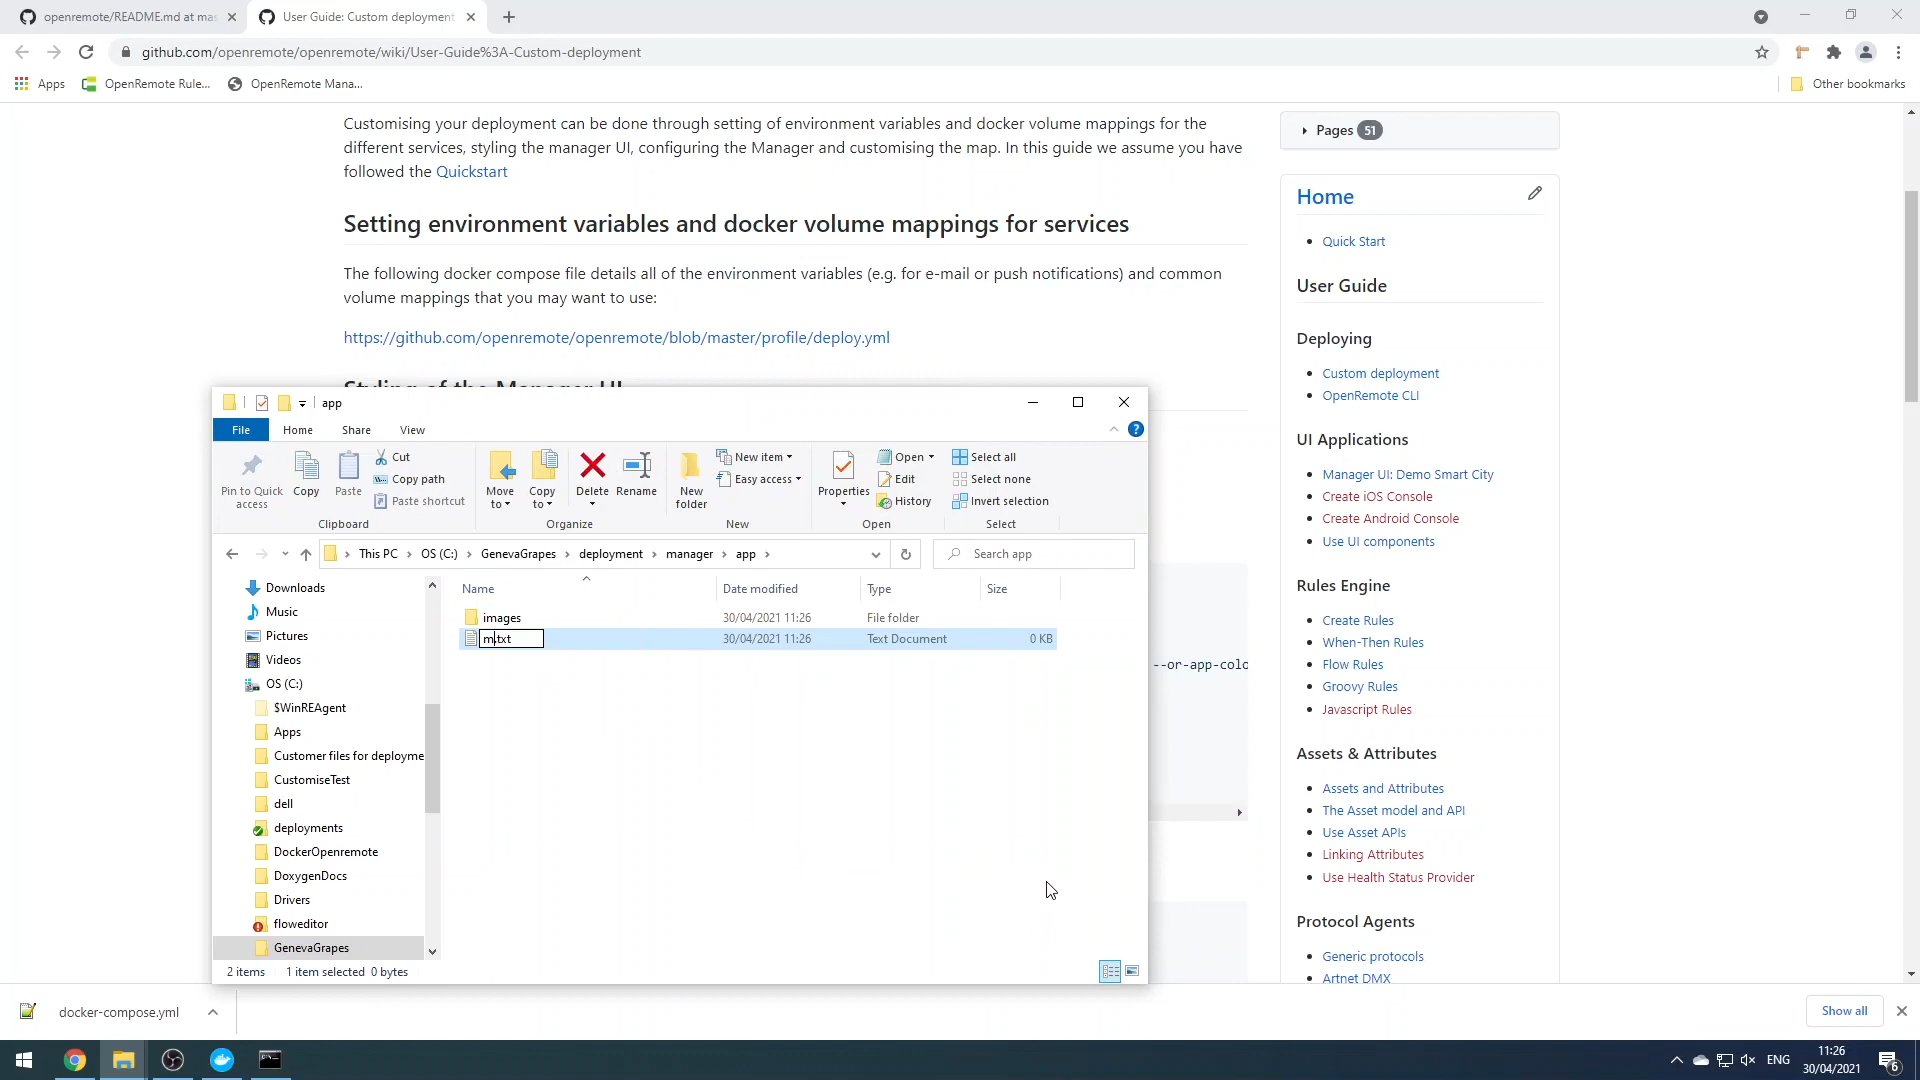 openremote/README.md at mas
User Guide: Custom deployment
github.com/openremote/openremote/wiki/User-Guide%3A-Custom-deployment
Apps
OpenRemote Rule...
OpenRemote Mana...
Other bookmarks
Customising your deployment can be done through setting of environment variables and docker volume mappings for the
different services, styling the manager UI, configuring the Manager and customising the map. In this guide we assume you have
followed the Quickstart
Setting environment variables and docker volume mappings for services
The following docker compose file details all of the environment variables (e.g. for e-mail or push notifications) and common
volume mappings that you may want to use:
https://github.com/openremote/openremote/blob/master/profile/deploy.yml
Styling of the Manager UI
--or-app-colo
Pages 51
Home
Quick Start
User Guide
Deploying
Custom deployment
OpenRemote CLI
UI Applications
Manager UI: Demo Smart City
Create iOS Console
Create Android Console
Use UI components
Rules Engine
Create Rules
When-Then Rules
Flow Rules
Groovy Rules
Javascript Rules
Assets & Attributes
Assets and Attributes
The Asset model and API
Use Asset APIs
Linking Attributes
Use Health Status Provider
Protocol Agents
Generic protocols
Artnet DMX
app
File
Home
Share
View
Pin to Quick
access
Copy
Paste
Cut
Copy path
Paste shortcut
Clipboard
Move
to
Copy
to
Delete
Rename
Organize
New
folder
New item
Easy access
New
Properties
Open
Edit
History
Open
Select all
Select none
Invert selection
Select
This PC
OS (C:)
GenevaGrapes
deployment
manager
app
Search app
Downloads
Music
Pictures
Videos
OS (C:)
$WinREAgent
Apps
Customer files for deployme
CustomiseTest
dell
deployments
DockerOpenremote
DoxygenDocs
Drivers
floweditor
GenevaGrapes
Name
Date modified
Type
Size
images
30/04/2021 11:26
File folder
m.txt
30/04/2021 11:26
Text Document
0 KB
2 items
1 item selected 0 bytes
docker-compose.yml
Show all
ENG
11:26
30/04/2021
6